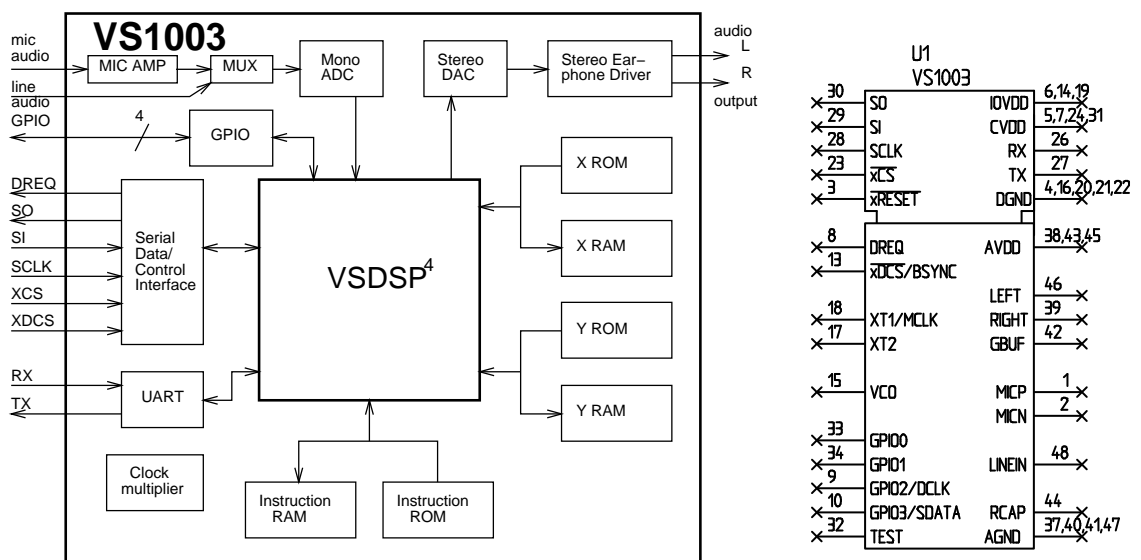 VS1003
mic
audio
line
audio
GPIO
4
MIC AMP
MUX
Mono
ADC
Stereo
DAC
Stereo Ear-
phone Driver
audio
L
R
output
GPIO
X ROM
X RAM
DREQ
SO
SI
SCLK
XCS
XDCS
Serial
Data/
Control
Interface
VSDSP4
Y ROM
Y RAM
RX
TX
UART
Clock
multiplier
Instruction
RAM
Instruction
ROM
U1
VS1003
30 SO IOVDD 6,14,19
29 SI CVDD 5,7,24,31
28 SCLK RX 26
23 xCS TX 27
3 xRESET DGND 4,16,20,21,22
8 DREQ AVDD 38,43,45
13 xDCS/BSYNC
LEFT 46
18 XT1/MCLK RIGHT 39
17 XT2 GBUF 42
15 VCO MICP 1
MICN 2
33 GPIO0
34 GPIO1 LINEIN 48
9 GPIO2/DCLK
10 GPIO3/SDATA RCAP 44
32 TEST AGND 37,40,41,47